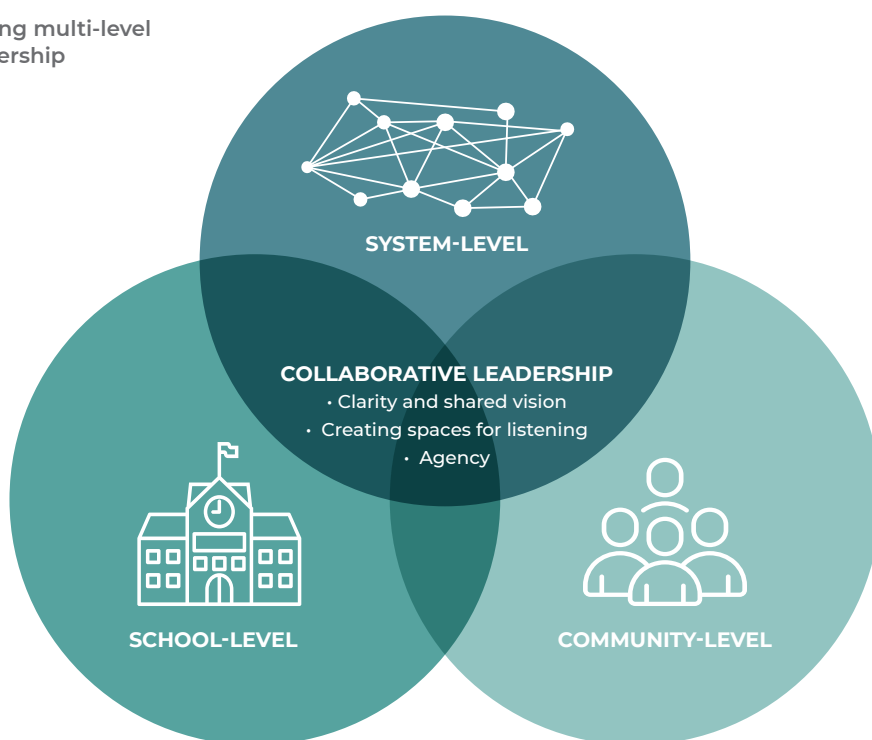 ng multi-level
ership
SYSTEM-LEVEL
COLLABORATIVE LEADERSHIP
• Clarity and shared vision
• Creating spaces for listening
• Agency
SCHOOL-LEVEL
COMMUNITY-LEVEL